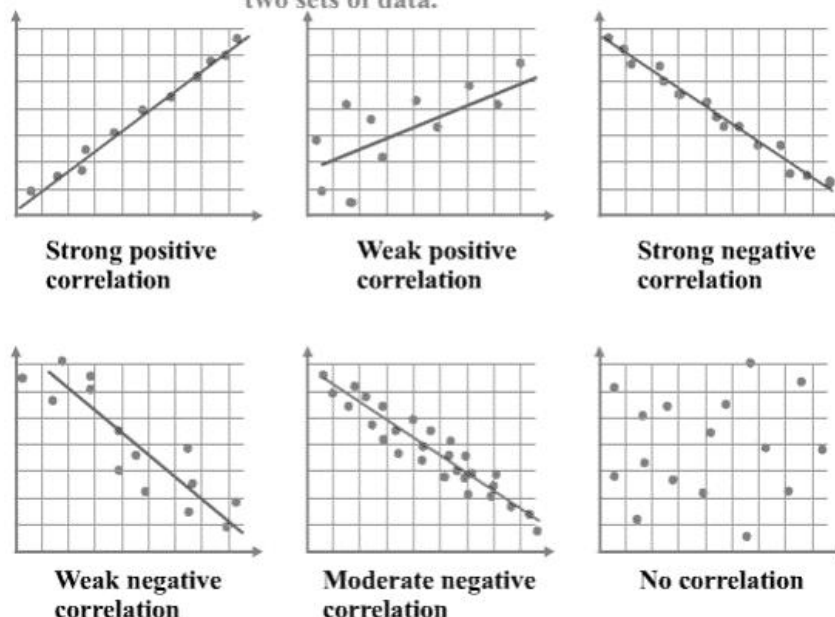 two sets of data.
Strong positive
correlation
Weak positive
correlation
Strong negative
correlation
Weak negative
correlation
Moderate negative
correlation
No correlation